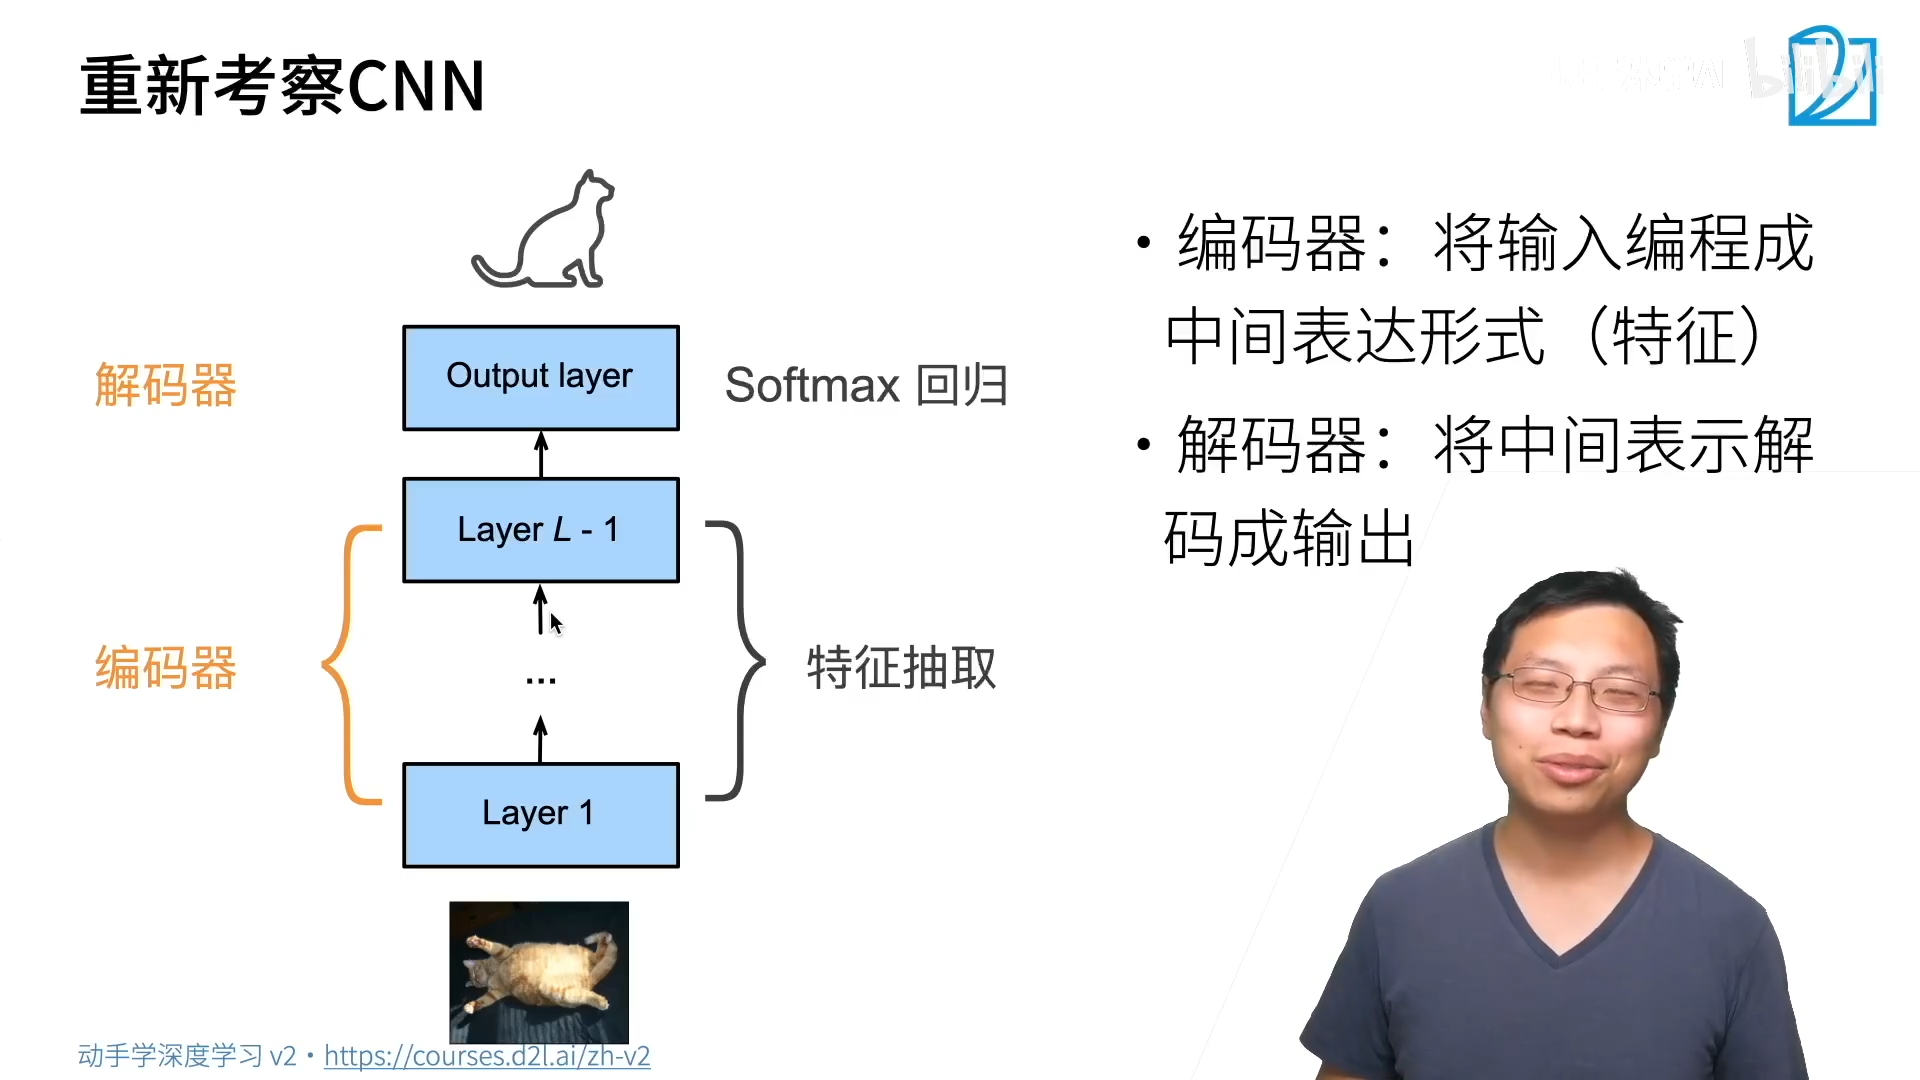 重新考察CNN
bilibili
解码器
Output layer
Softmax 回归
Layer L - 1
编码器
...
特征抽取
Layer 1
• 编码器：将输入编程成
中间表达形式（特征）
• 解码器：将中间表示解
码成输出
动手学深度学习 v2 • https://courses.d2l.ai/zh-v2